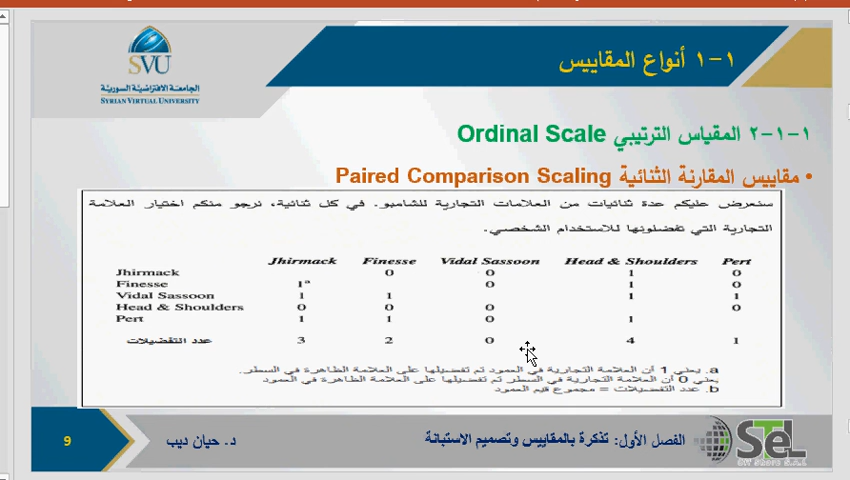 SVU
الجامعة الافتراضية السورية
SYRIAN VIRTUAL UNIVERSITY
١-١ أنواع المقاييس
١-١-٢ المقياس الترتيبي Ordinal Scale
• مقاييس المقارنة الثنائية Paired Comparison Scaling
سنعرض عليكم عدة ثنائيات من العلامات التجارية للشامبو. في كل ثنائية، نرجو منكم اختيار العلامة
التجارية التي تفضلونها للاستخدام الشخصي.
Jhirmack Finesse Vidal Sassoon Head & Shoulders Pert
Jhirmack 0 0 1 0
Finesse 1a 0 1 0
Vidal Sassoon 1 1 1 1
Head & Shoulders 0 0 0 0
Pert 1 1 0 1
عدد التفضيلات 3 2 0 4 1
a. يعني 1 أن العلامة التجارية في العمود تم تفضيلها على العلامة الظاهرة في السطر.
يعني 0 أن العلامة التجارية في السطر تم تفضيلها على العلامة الظاهرة في العمود
b. عدد التفضيلات = مجموع قيم العمود
9
د. حيان ديب
الفصل الأول: تذكرة بالمقاييس وتصميم الاستبانة
STeL